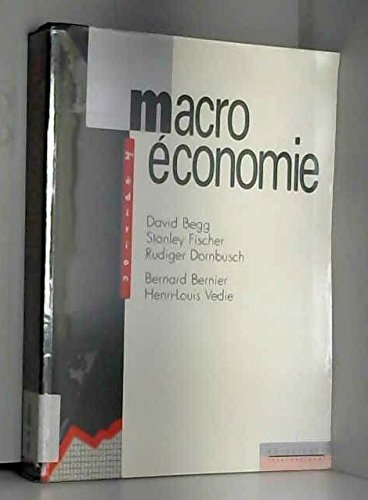 macro
économie
2e édition
David Begg
Stanley Fischer
Rudiger Dornbusch
Bernard Bernier
Henri-Louis Vedie